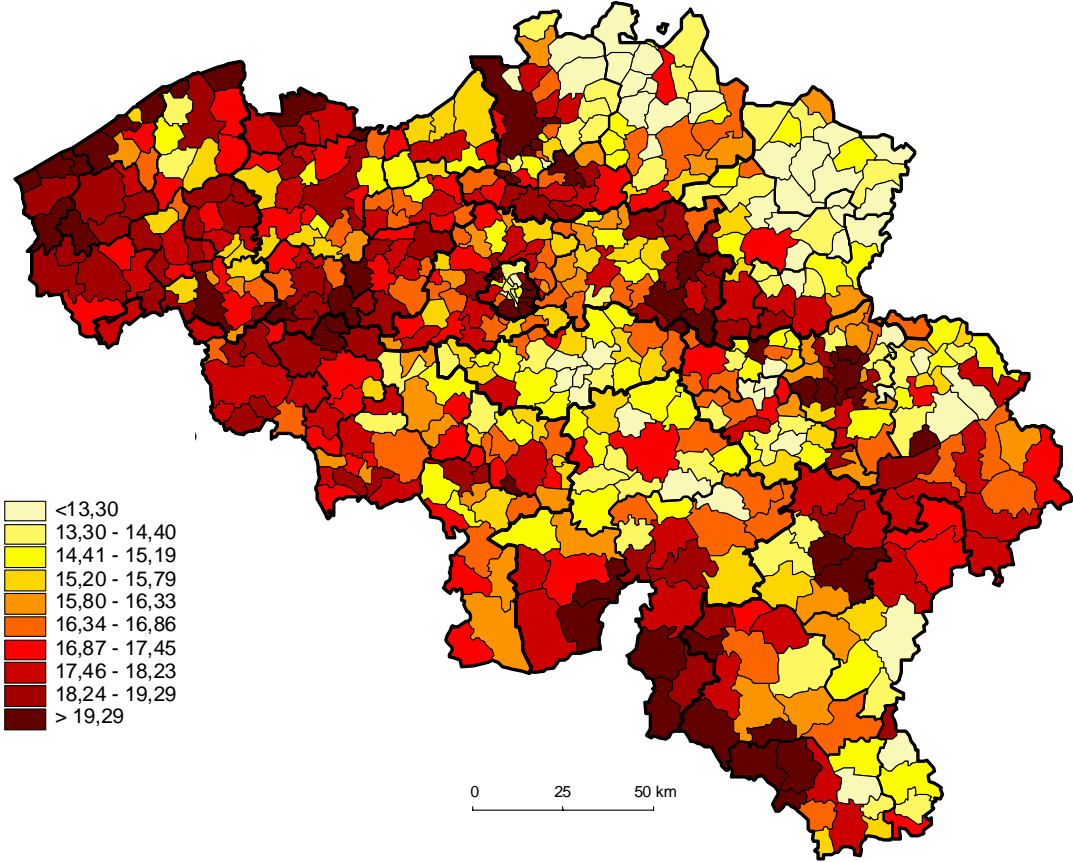 <13,30
13,30 - 14,40
14,41 - 15,19
15,20 - 15,79
15,80 - 16,33
16,34 - 16,86
16,87 - 17,45
17,46 - 18,23
18,24 - 19,29
> 19,29
0 25 50 km